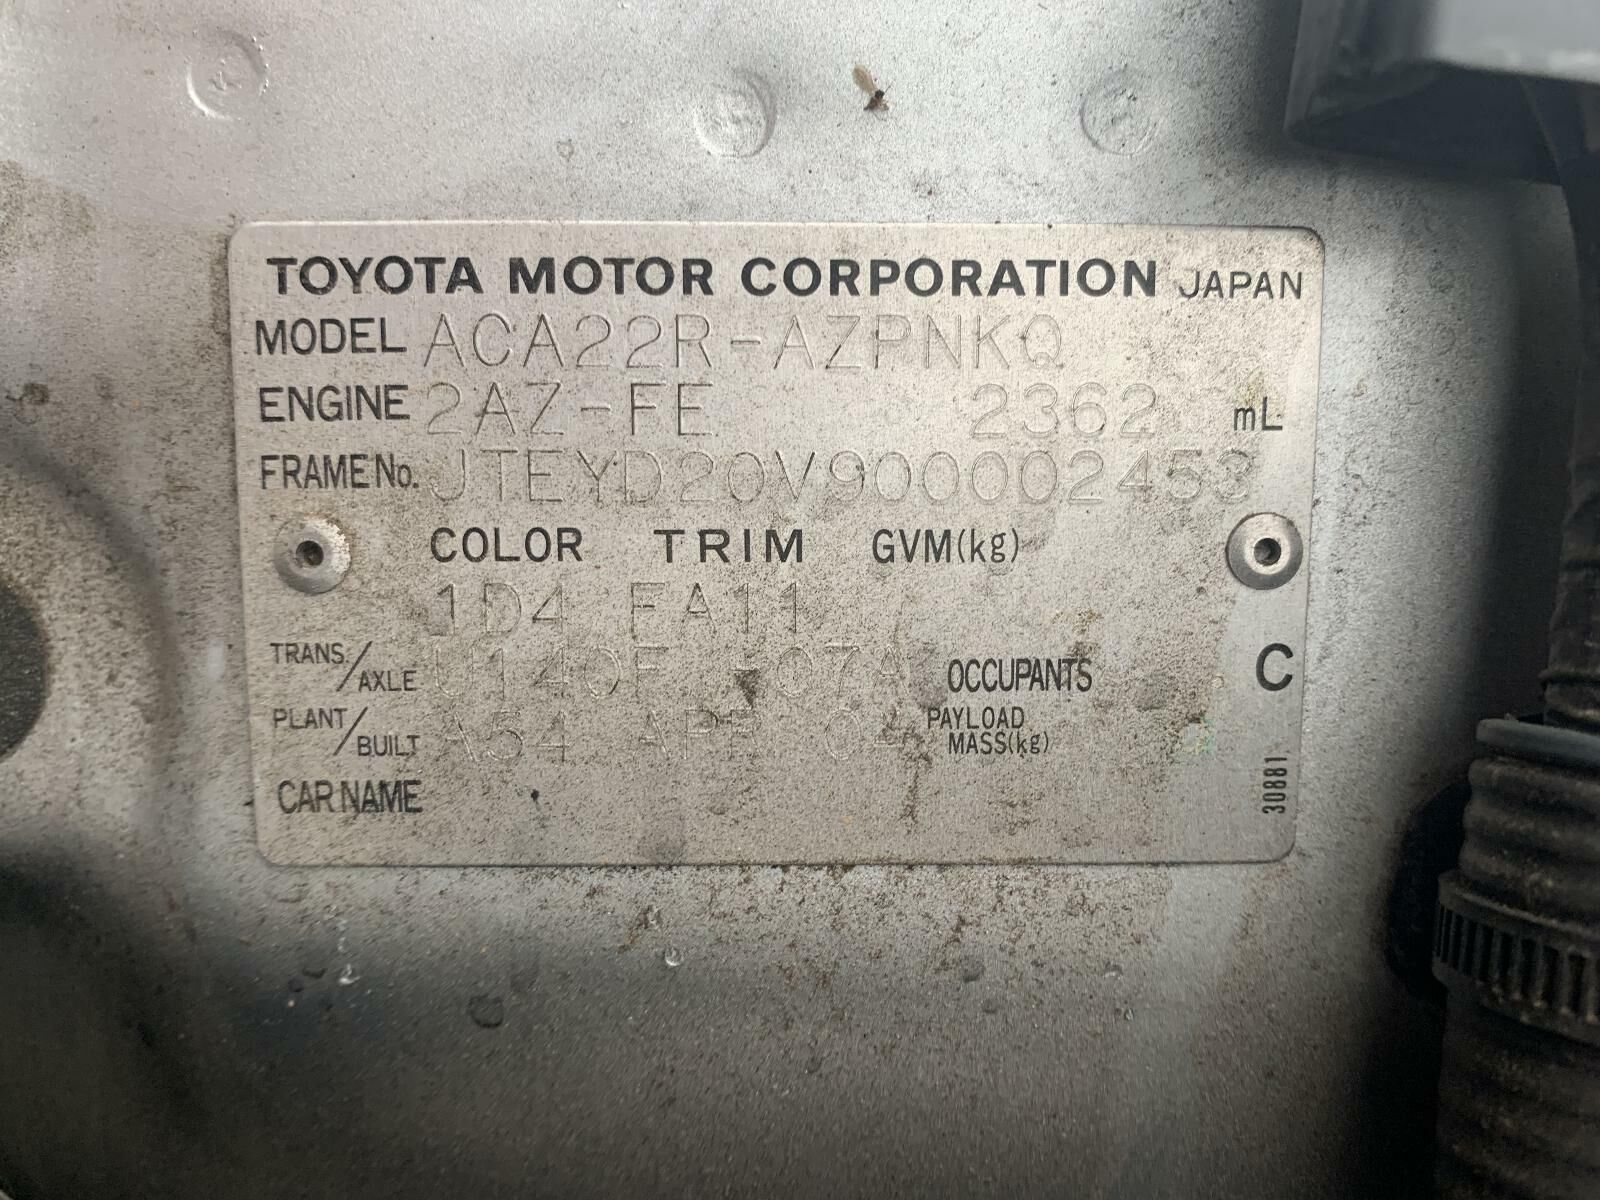 TOYOTA MOTOR CORPORATION JAPAN
MODEL ACA22R-AZPNKQ
ENGINE 2AZ-FE 2362 mL
FRAME No. JTEYD20V900002453
COLOR TRIM GVM(kg)
1D4 FA11
TRANS./AXLE U140F -07A OCCUPANTS C
PLANT/BUILT A54 APR 04 PAYLOAD MASS(kg)
CAR NAME
30881